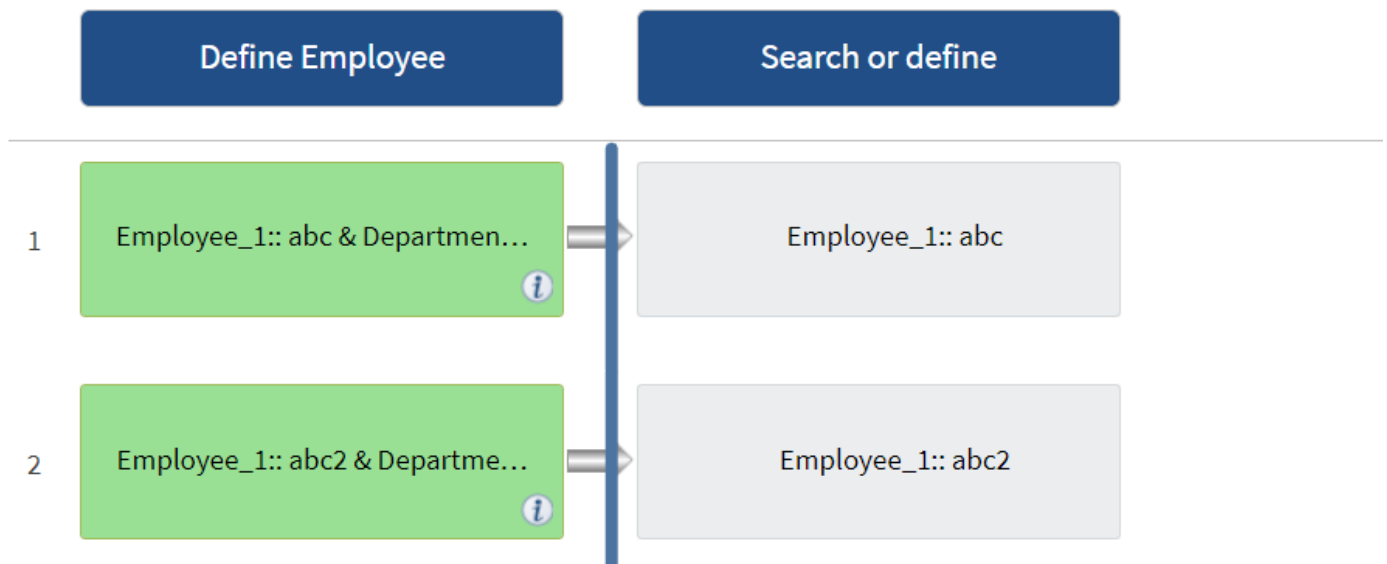 Define Employee
Search or define
1
Employee_1:: abc & Departmen...
Employee_1:: abc
i
2
Employee_1:: abc2 & Departme...
Employee_1:: abc2
i